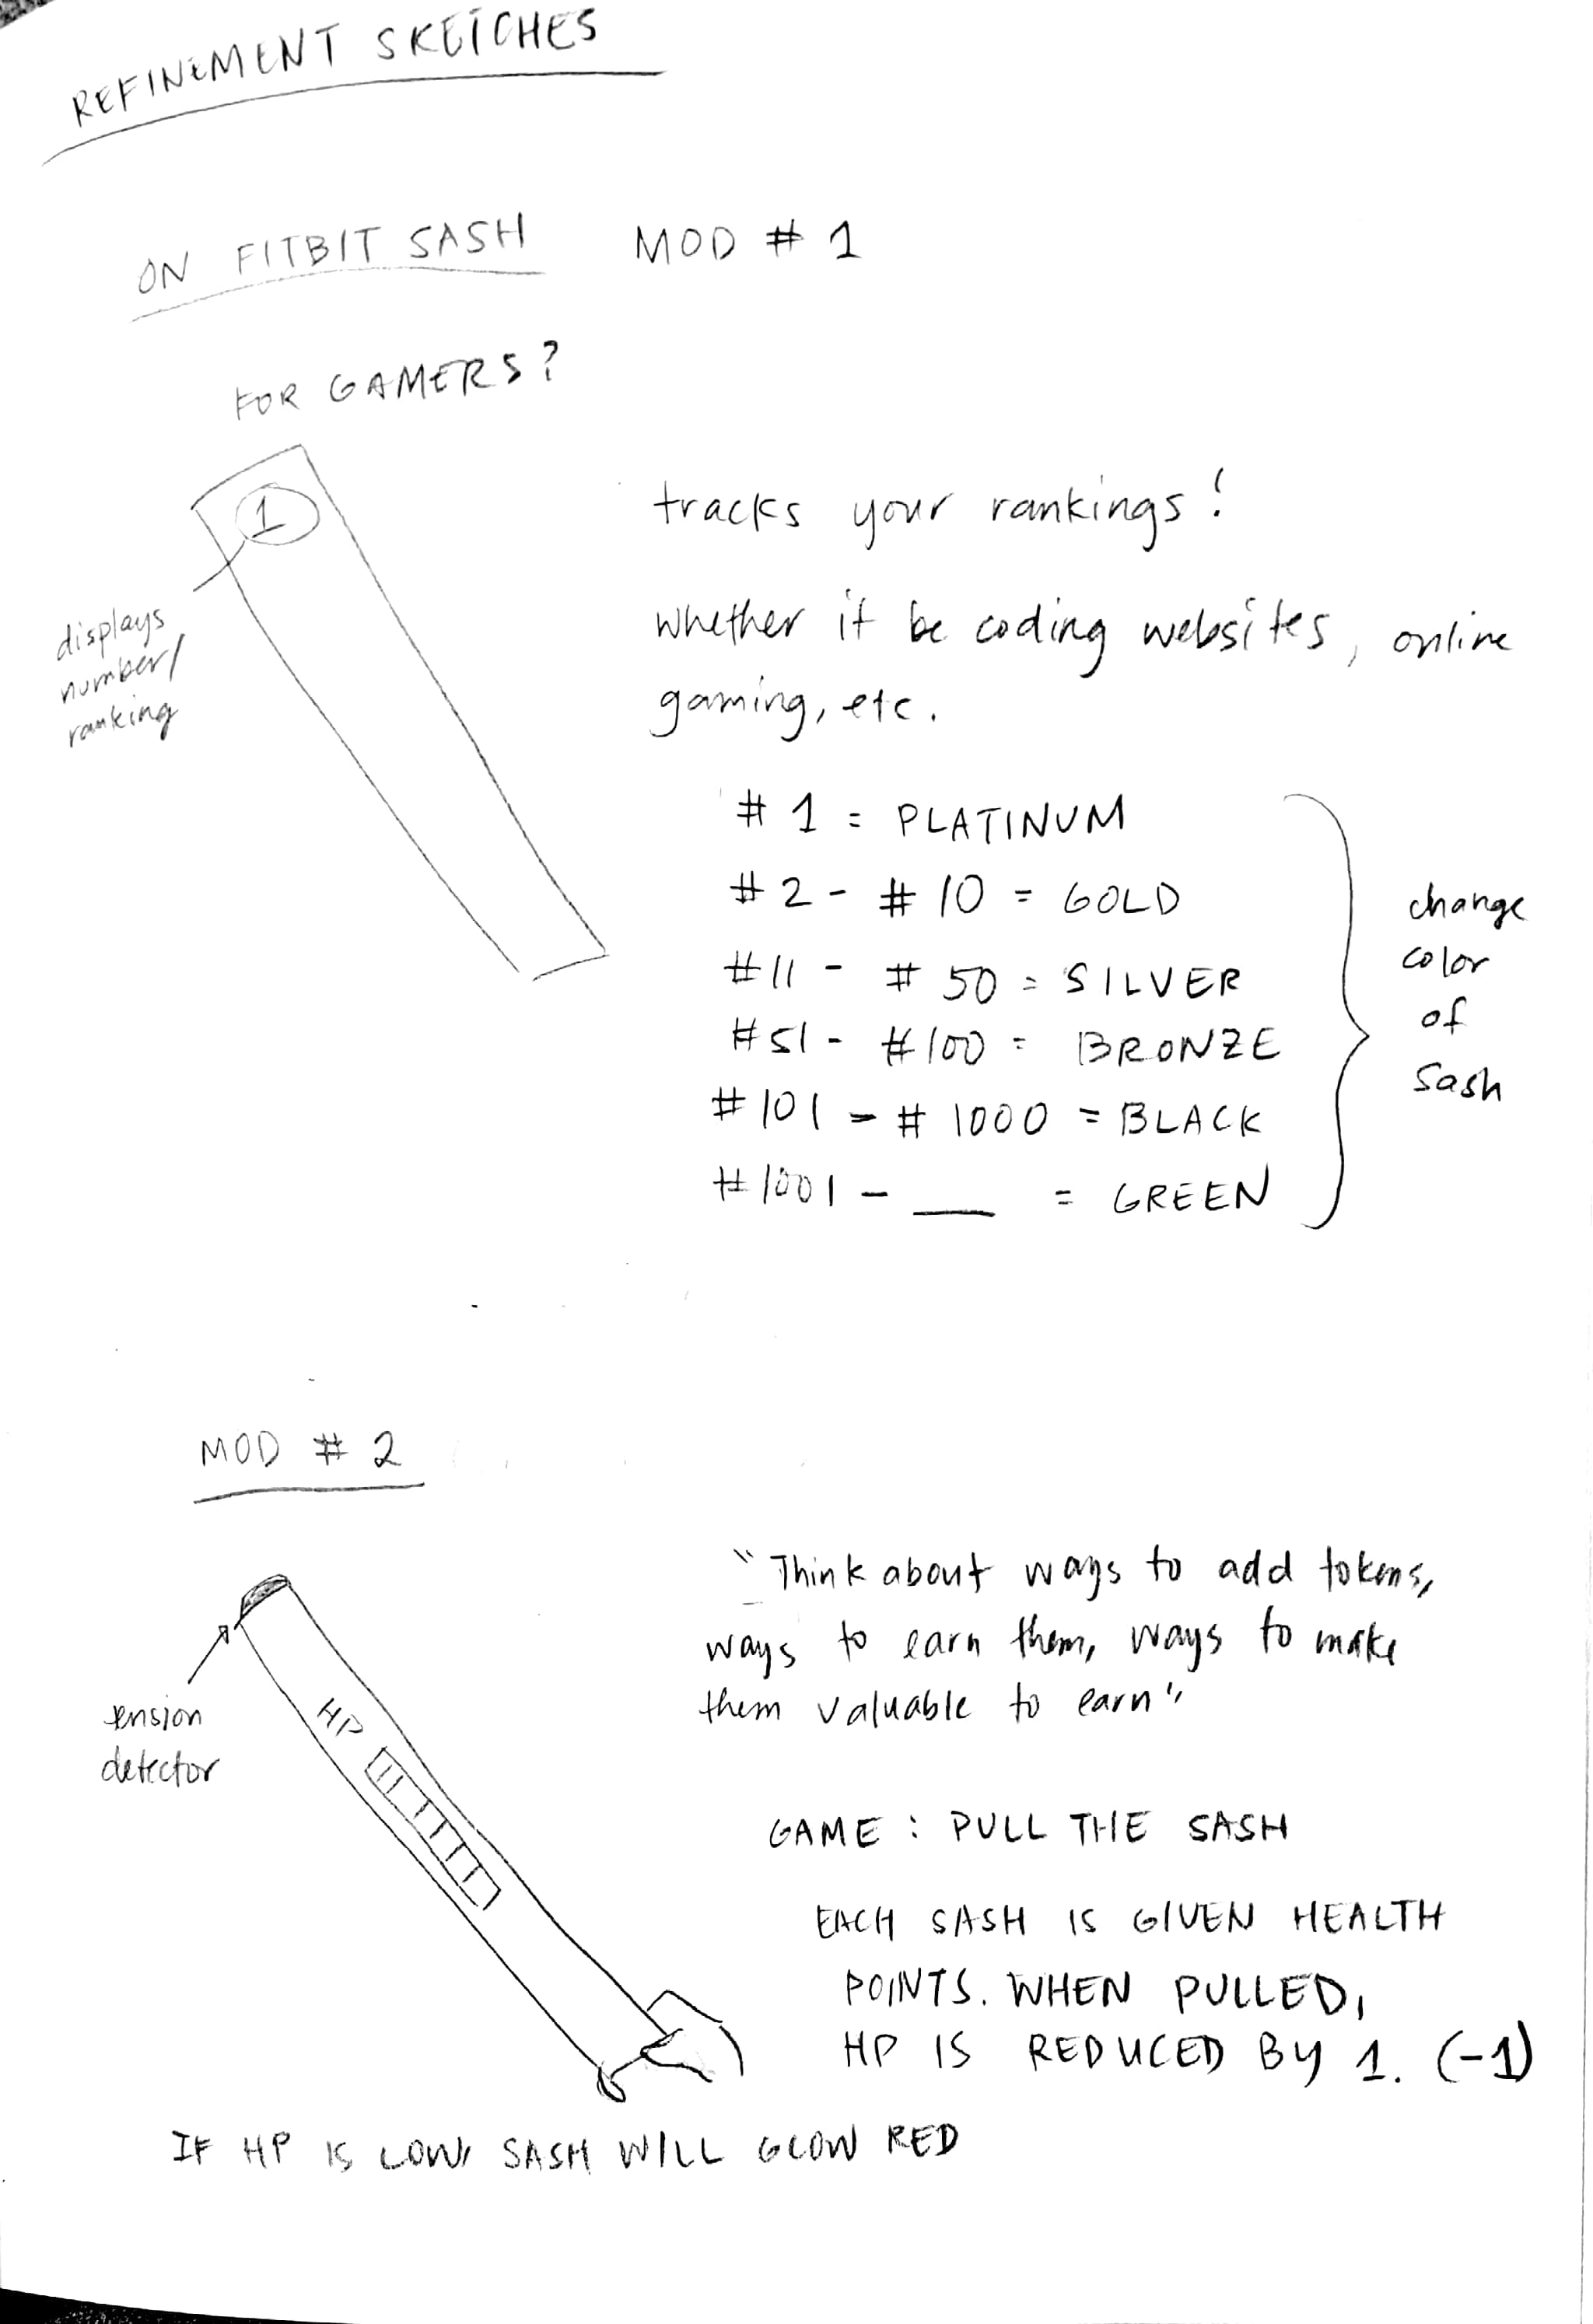 REFINEMENT SKETCHES
ON FITBIT SASH MOD # 1
FOR GAMERS?
1
displays
number/
ranking
tracks your rankings!
whether it be coding websites, online
gaming, etc.
# 1 = PLATINUM
# 2 - # 10 = GOLD
#11 - # 50 = SILVER
#51 - #100 = BRONZE
#101 - # 1000 = BLACK
#1001 - ___ = GREEN
change
color
of
sash
MOD # 2
tension
detector
HP
"Think about ways to add tokens,
ways to earn them, ways to make
them valuable to earn"
GAME : PULL THE SASH
EACH SASH IS GIVEN HEALTH
POINTS. WHEN PULLED,
HP IS REDUCED BY 1. (-1)
IF HP IS LOW, SASH WILL GLOW RED